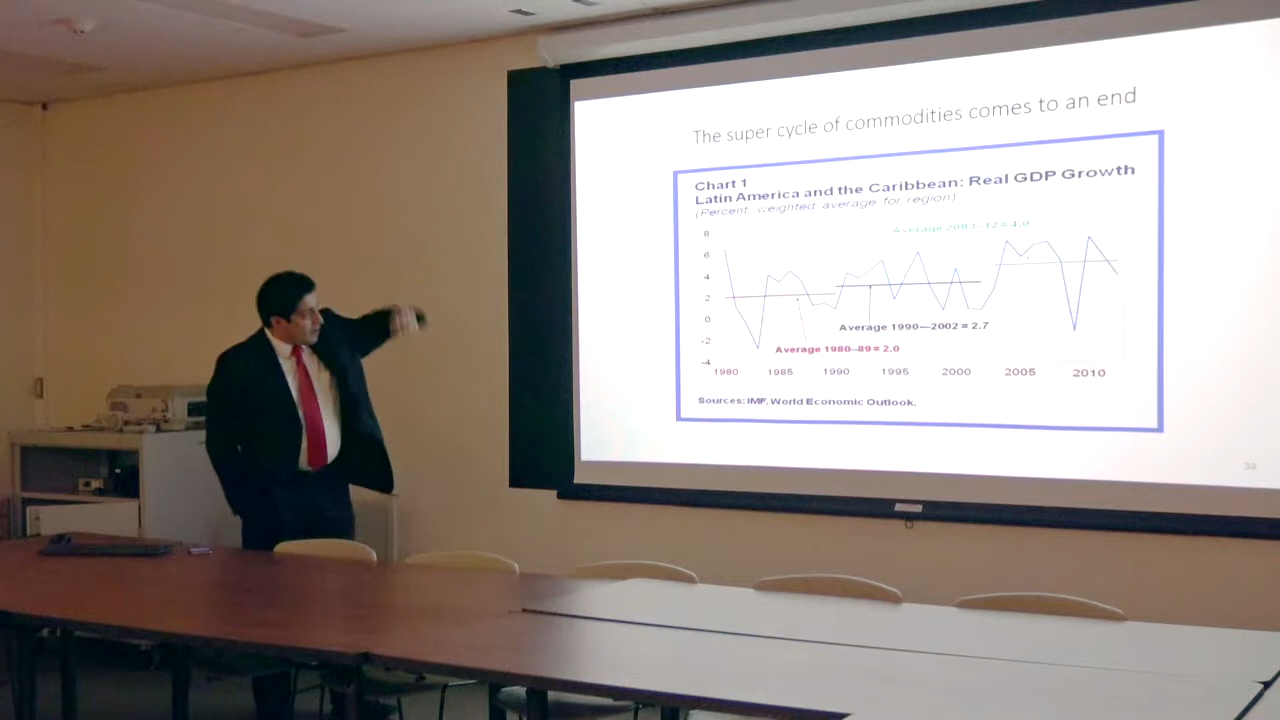 The super cycle of commodities comes to an end
Chart 1
Latin America and the Caribbean: Real GDP Growth
(Percent, weighted average for region)
Average 2003-12 = 4.0
8
6
4
2
0
-2
-4
Average 1990—2002 = 2.7
Average 1980-89 = 2.0
1980 1985 1990 1995 2000 2005 2010
Sources: IMF, World Economic Outlook.